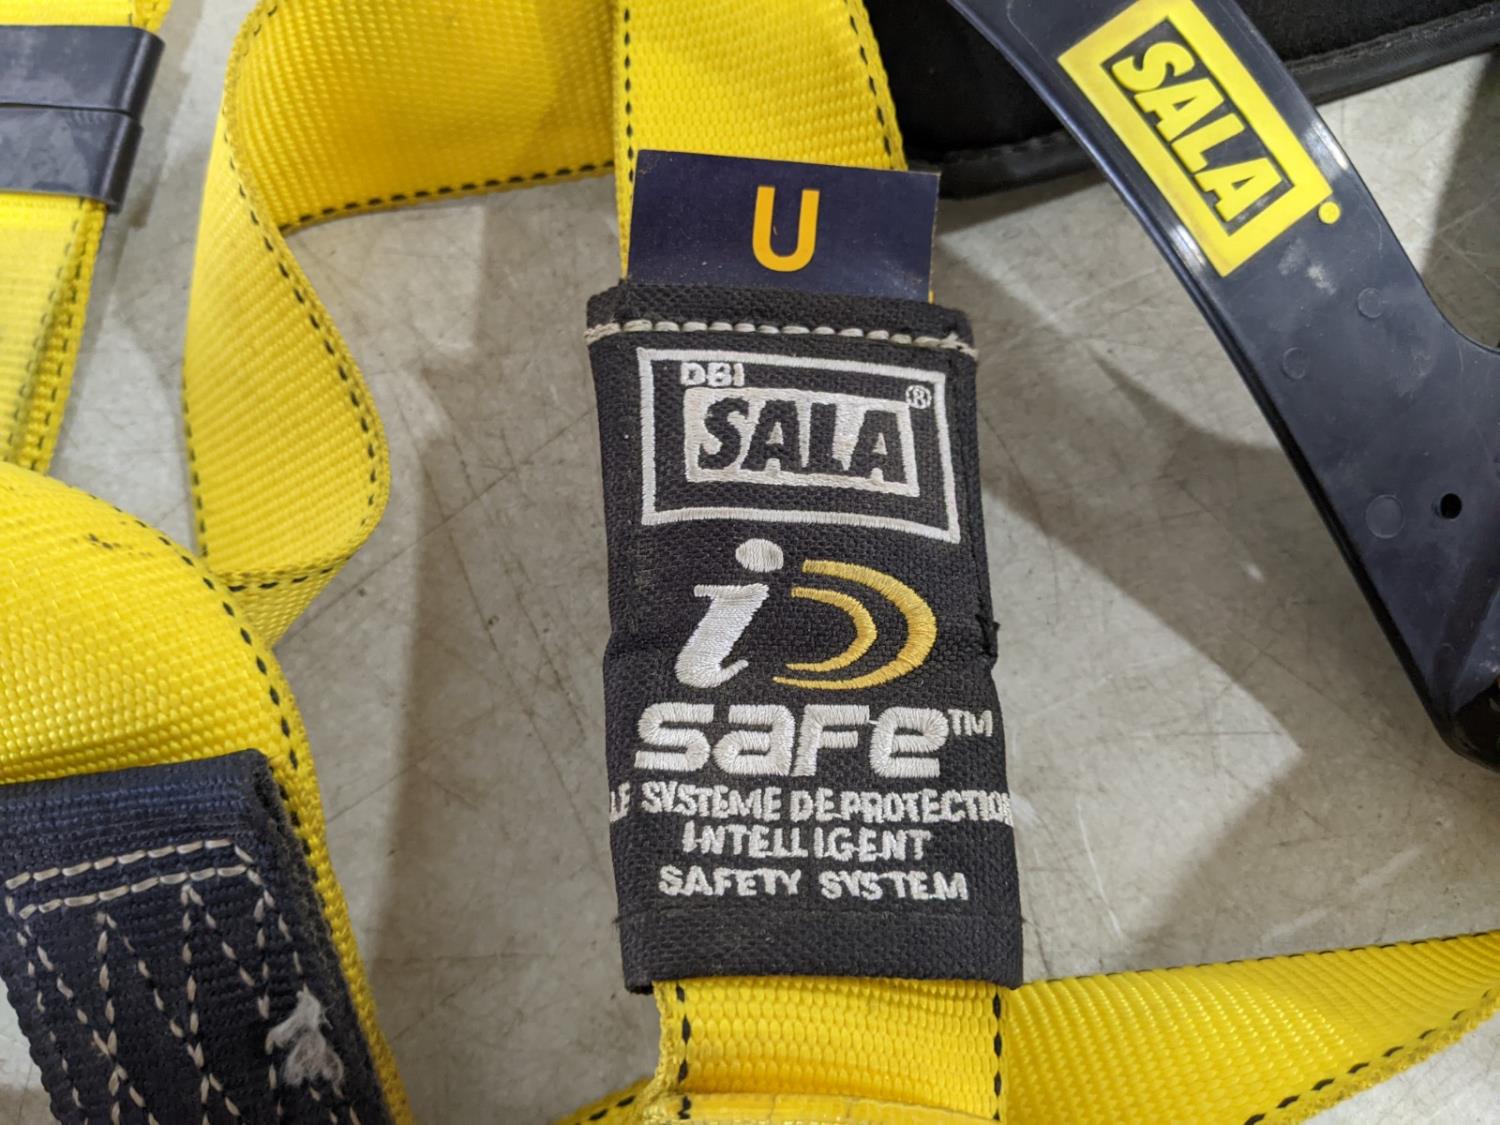 SALA
U
DBI
SALA®
i
safe™
LE SYSTEME DE PROTECTION
INTELLIGENT
SAFETY SYSTEM